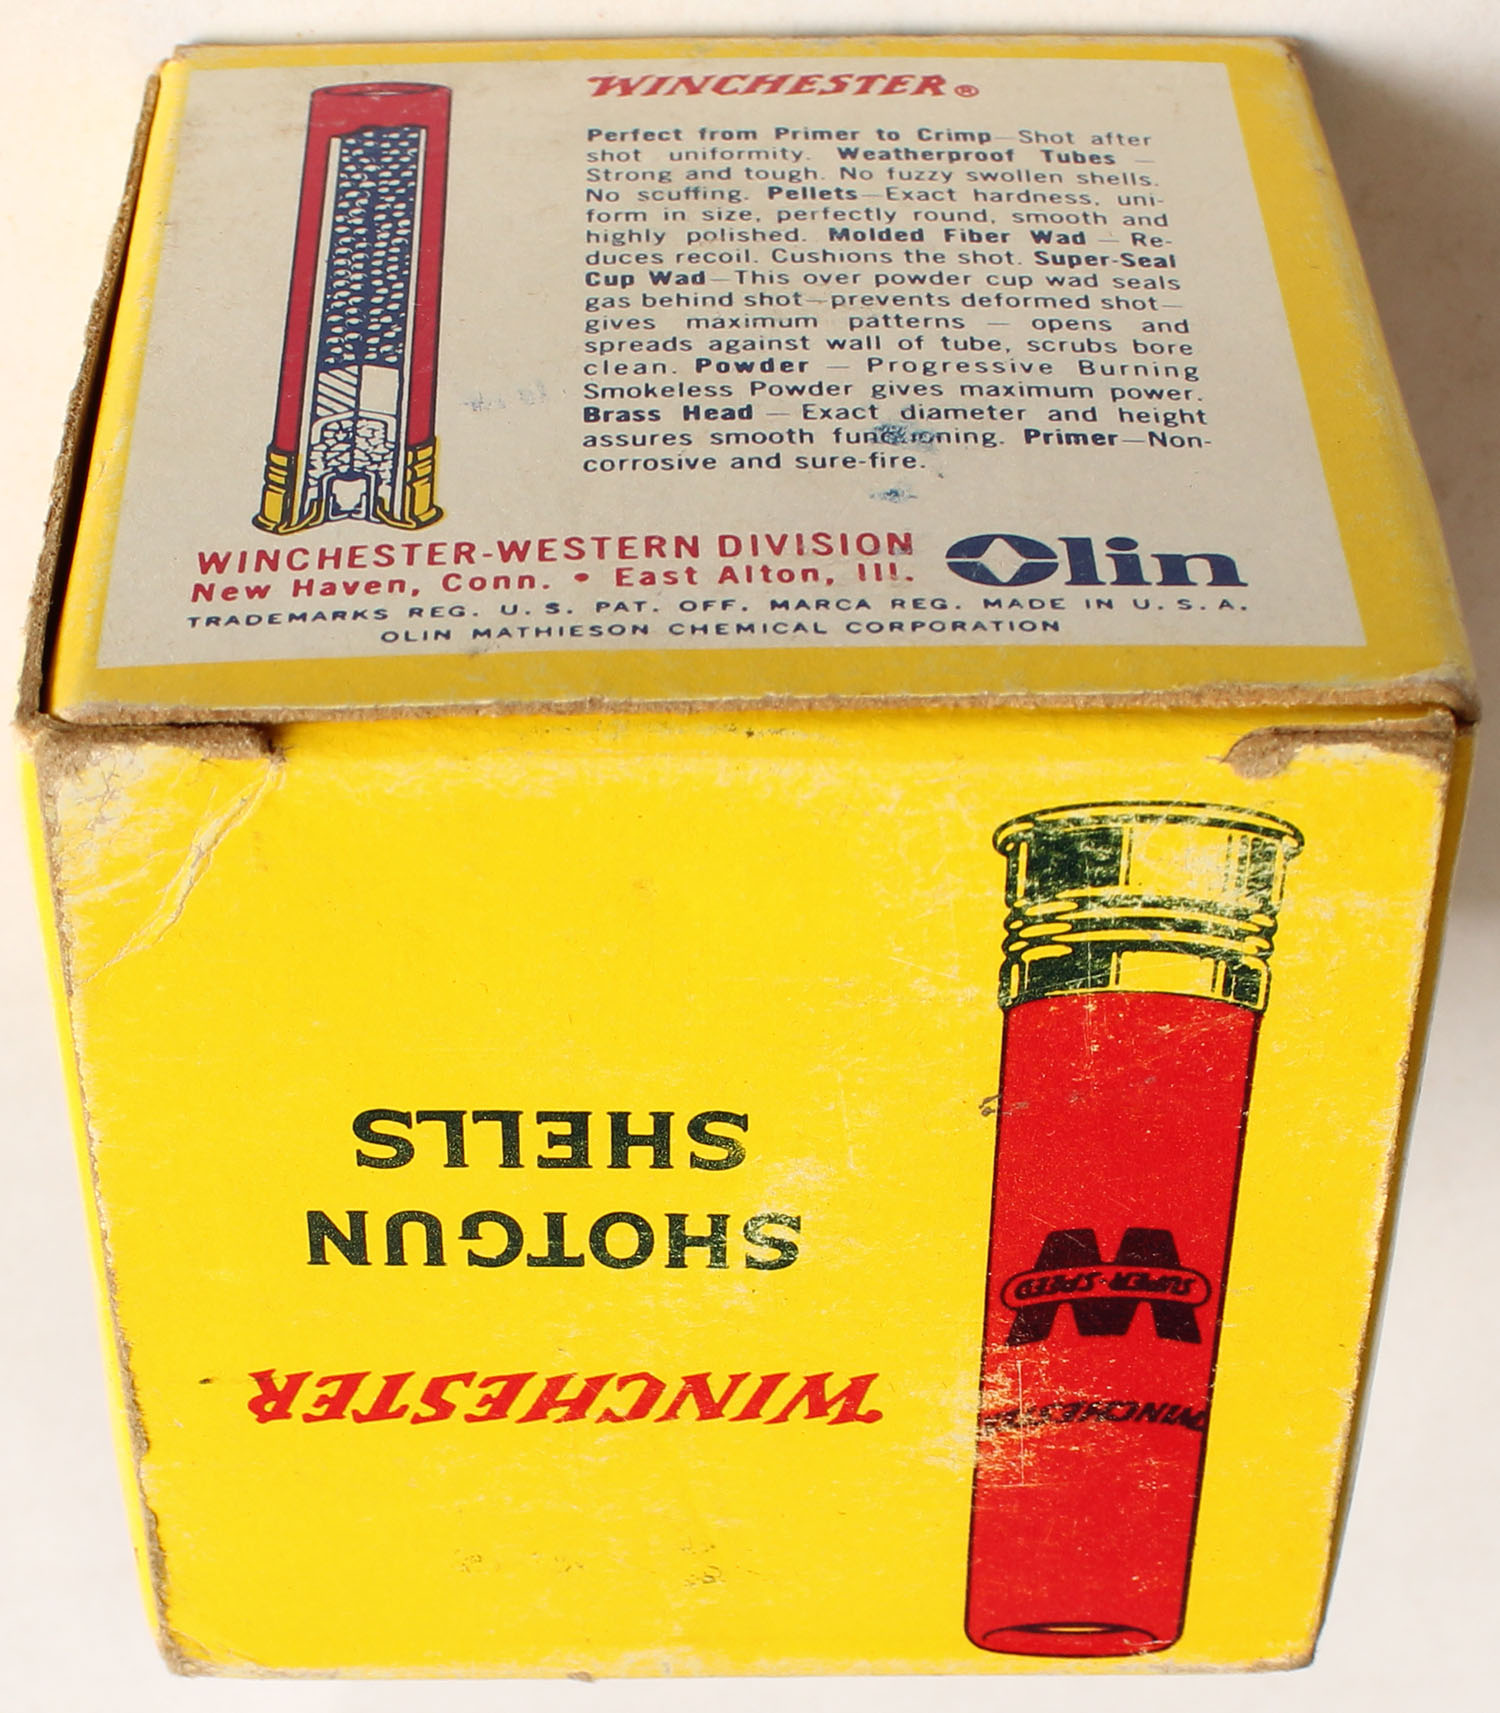 WINCHESTER®
Perfect from Primer to Crimp—Shot after
shot uniformity. Weatherproof Tubes —
Strong and tough. No fuzzy swollen shells.
No scuffing. Pellets—Exact hardness, uni-
form in size, perfectly round, smooth and
highly polished. Molded Fiber Wad — Re-
duces recoil. Cushions the shot. Super-Seal
Cup Wad—This over powder cup wad seals
gas behind shot—prevents deformed shot—
gives maximum patterns — opens and
spreads against wall of tube, scrubs bore
clean. Powder — Progressive Burning
Smokeless Powder gives maximum power.
Brass Head — Exact diameter and height
assures smooth functioning. Primer—Non-
corrosive and sure-fire.
WINCHESTER-WESTERN DIVISION
New Haven, Conn. • East Alton, Ill.
Olin
TRADEMARKS REG. U. S. PAT. OFF. MARCA REG. MADE IN U. S. A.
OLIN MATHIESON CHEMICAL CORPORATION
WINCHESTER
SHOTGUN
SHELLS
WINCHESTER
W
SUPER-SPEED